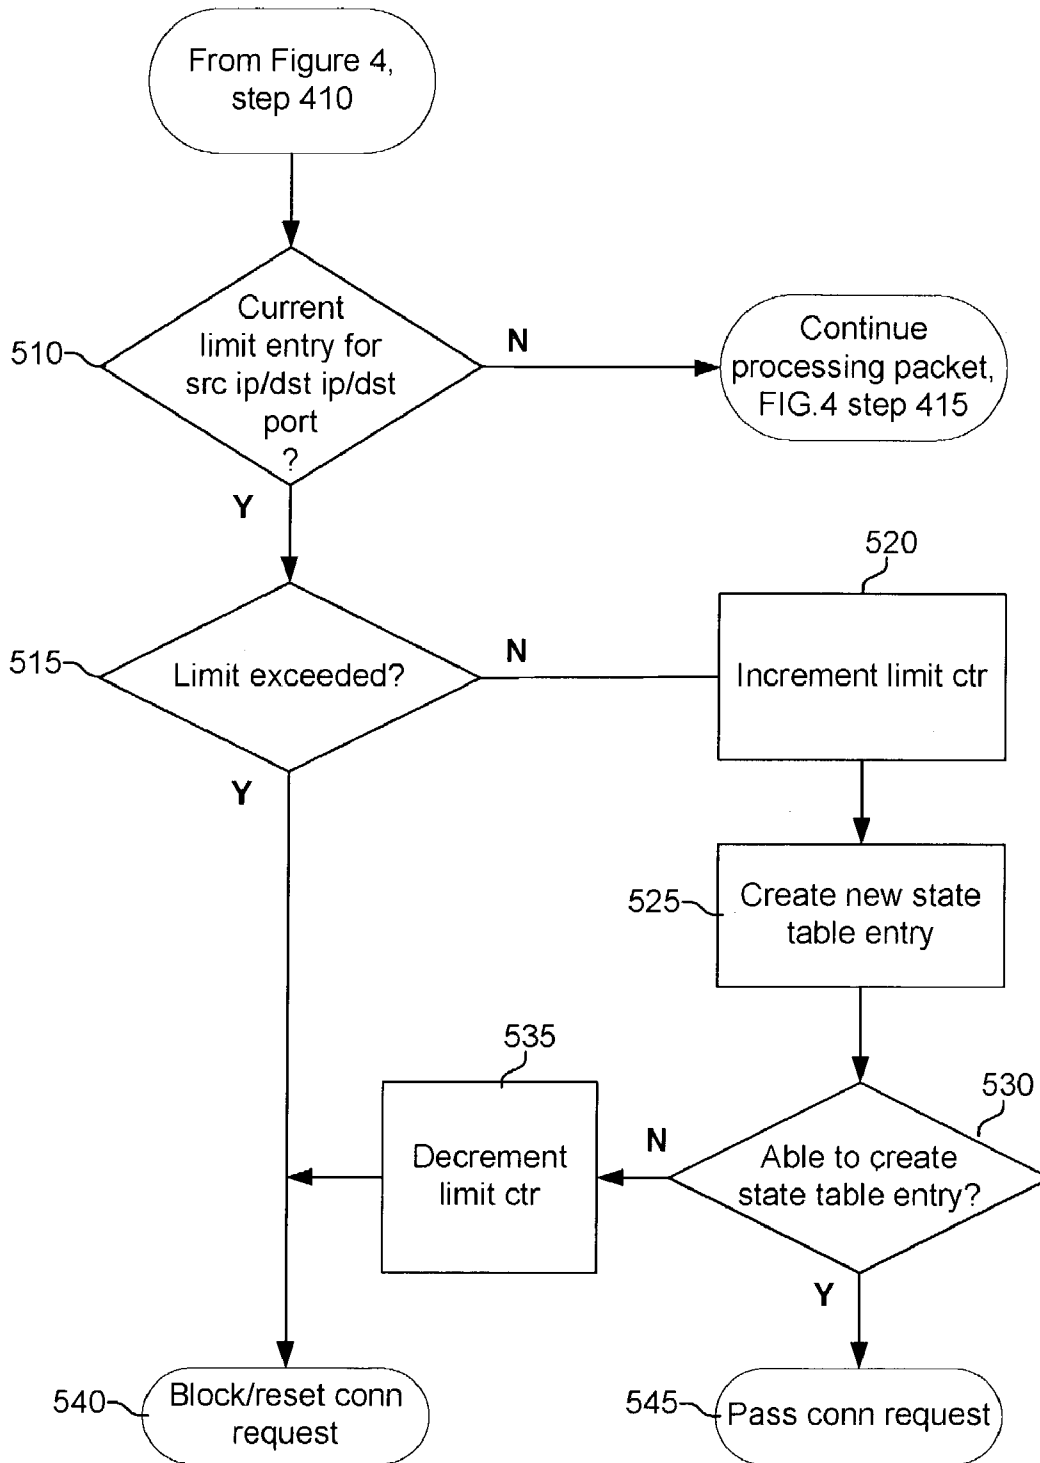 From Figure 4,
step 410
510
Current
limit entry for
src ip/dst ip/dst
port
?
N
Continue
processing packet,
FIG.4 step 415
Y
520
515
Limit exceeded?
N
Increment limit ctr
Y
525
Create new state
table entry
535
530
Decrement
limit ctr
N
Able to create
state table entry?
Y
540
Block/reset conn
request
545
Pass conn request